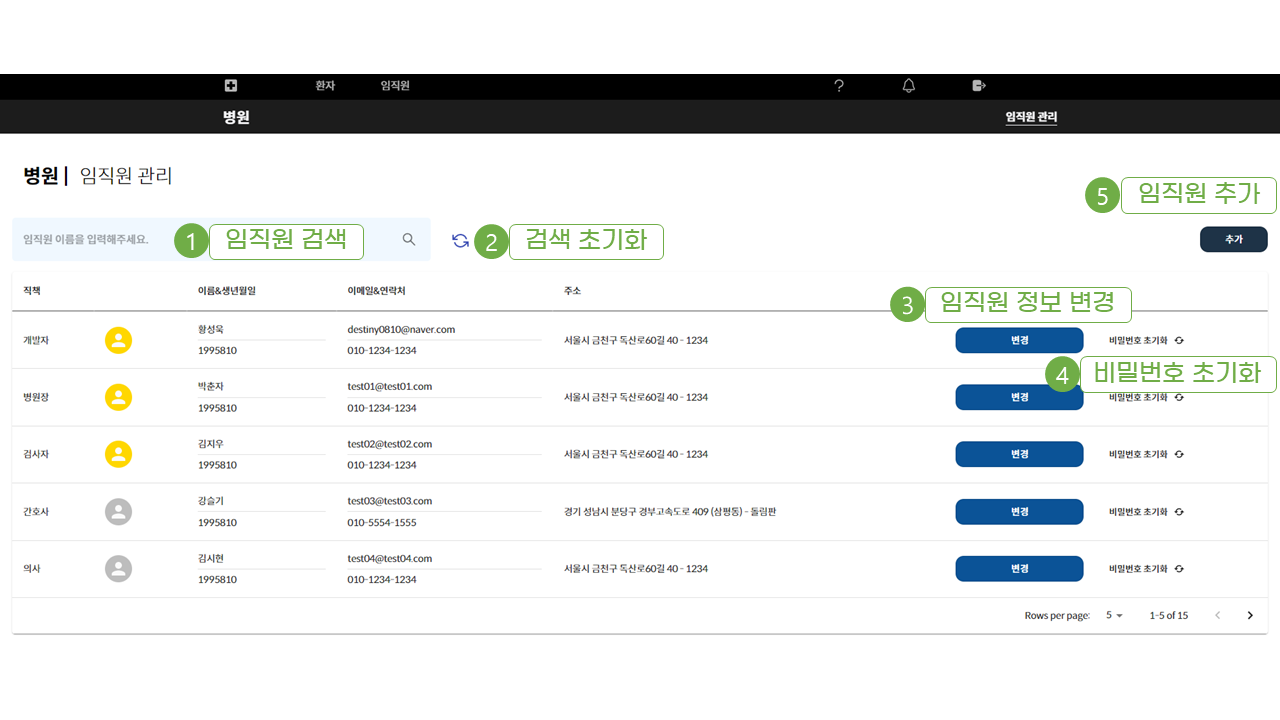 환자 임직원 ?
병원 임직원 관리
병원 | 임직원 관리
5 임직원 추가
임직원 이름을 입력해주세요. 1 임직원 검색 2 검색 초기화 추가
직책 이름&생년월일 이메일&연락처 주소
3 임직원 정보 변경
개발자 황성욱 destiny0810@naver.com 서울시 금천구 독산로60길 40 - 1234 변경 비밀번호 초기화
1995810 010-1234-1234
4 비밀번호 초기화
병원장 박춘자 test01@test01.com 서울시 금천구 독산로60길 40 - 1234 변경 비밀번호 초기화
1995810 010-1234-1234
검사자 김지우 test02@test02.com 서울시 금천구 독산로60길 40 - 1234 변경 비밀번호 초기화
1995810 010-1234-1234
간호사 강슬기 test03@test03.com 경기 성남시 분당구 경부고속도로 409 (삼평동) - 돌림판 변경 비밀번호 초기화
1995810 010-5554-1555
의사 김시현 test04@test04.com 서울시 금천구 독산로60길 40 - 1234 변경 비밀번호 초기화
1995810 010-1234-1234
Rows per page: 5 1-5 of 15